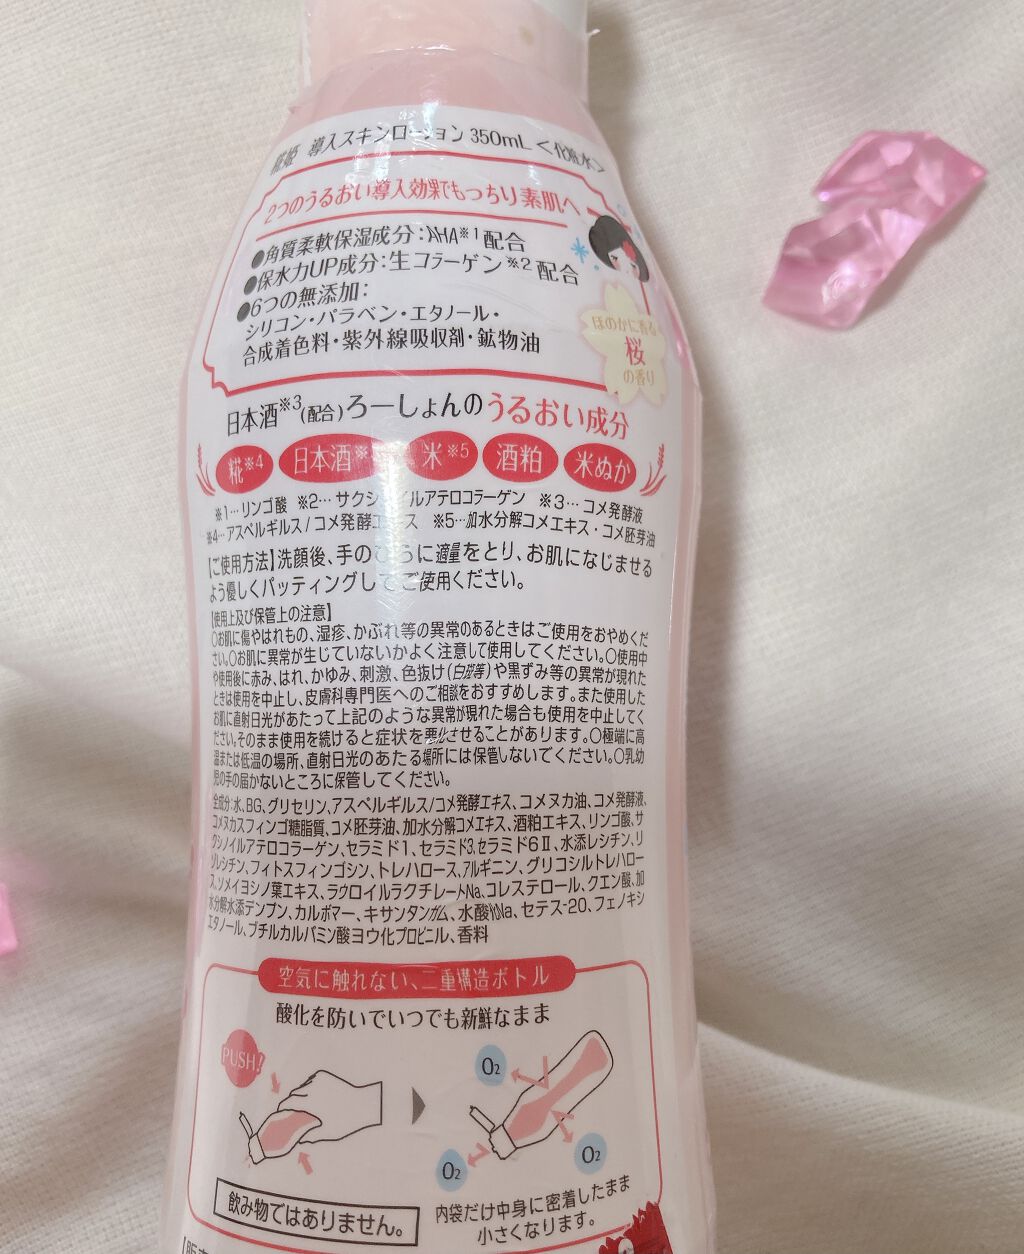 糀姫 導入スキンローション 350mL <化粧水>
2つのうるおい導入効果でもっちり素肌へ
●角質柔軟保湿成分:AHA※1配合
●保水力UP成分:生コラーゲン※2配合
●6つの無添加:
シリコン・パラベン・エタノール・
合成着色料・紫外線吸収剤・鉱物油
ほのかに香る
桜
の香り
日本酒※3(配合)ろーしょんのうるおい成分
糀※4 日本酒※ 米※5 酒粕 米ぬか
※1…リンゴ酸 ※2…サクシノイルアテロコラーゲン ※3…コメ発酵液
※4…アスペルギルス/コメ発酵エキス ※5…加水分解コメエキス・コメ胚芽油
【ご使用方法】洗顔後、手のひらに適量をとり、お肌になじませる
よう優しくパッティングしてご使用ください。
【使用上及び保管上の注意】
○お肌に傷やはれもの、湿疹、かぶれ等の異常のあるときはご使用をおやめくだ
さい。○お肌に異常が生じていないかよく注意して使用してください。○使用中
や使用後に赤み、はれ、かゆみ、刺激、色抜け(白斑等)や黒ずみ等の異常が現れた
ときは使用を中止し、皮膚科専門医へのご相談をおすすめします。また使用した
お肌に直射日光があたって上記のような異常が現れた場合も使用を中止してく
ださい。そのまま使用を続けると症状を悪化させることがあります。○極端に高
温または低温の場所、直射日光のあたる場所には保管しないでください。○乳幼
児の手の届かないところに保管してください。
全成分:水、BG、グリセリン、アスペルギルス/コメ発酵エキス、コメヌカ油、コメ発酵液、
コメヌカスフィンゴ糖脂質、コメ胚芽油、加水分解コメエキス、酒粕エキス、リンゴ酸、サ
クシノイルアテロコラーゲン、セラミド1、セラミド3、セラミド6Ⅱ、水添レシチン、リ
ゾレシチン、フィトスフィンゴシン、トレハロース、アルギニン、グリコシルトレハロー
ス、ソメイヨシノ葉エキス、ラウロイルラクチレートNa、コレステロール、クエン酸、加
水分解水添デンプン、カルボマー、キサンタンガム、水酸化Na、セテス-20、フェノキシ
エタノール、ブチルカルバミン酸ヨウ化プロピニル、香料
空気に触れない、二重構造ボトル
酸化を防いでいつでも新鮮なまま
PUSH!
O2
O2
O2
飲み物ではありません。
内袋だけ中身に密着したまま
小さくなります。